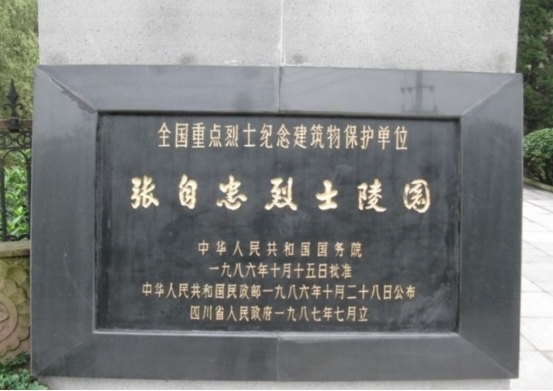 全国重点烈士纪念建筑物保护单位
张自忠烈士陵园
中华人民共和国国务院
一九八六年十月十五日批准
中华人民共和国民政部一九八六年十月二十八日公布
四川省人民政府一九八七年七月立